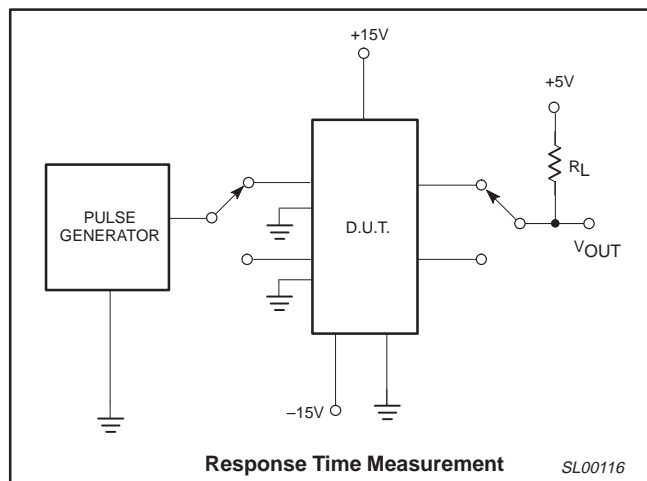 +15V
+5V
RL
PULSE
GENERATOR
D.U.T.
VOUT
–15V
Response Time Measurement
SL00116